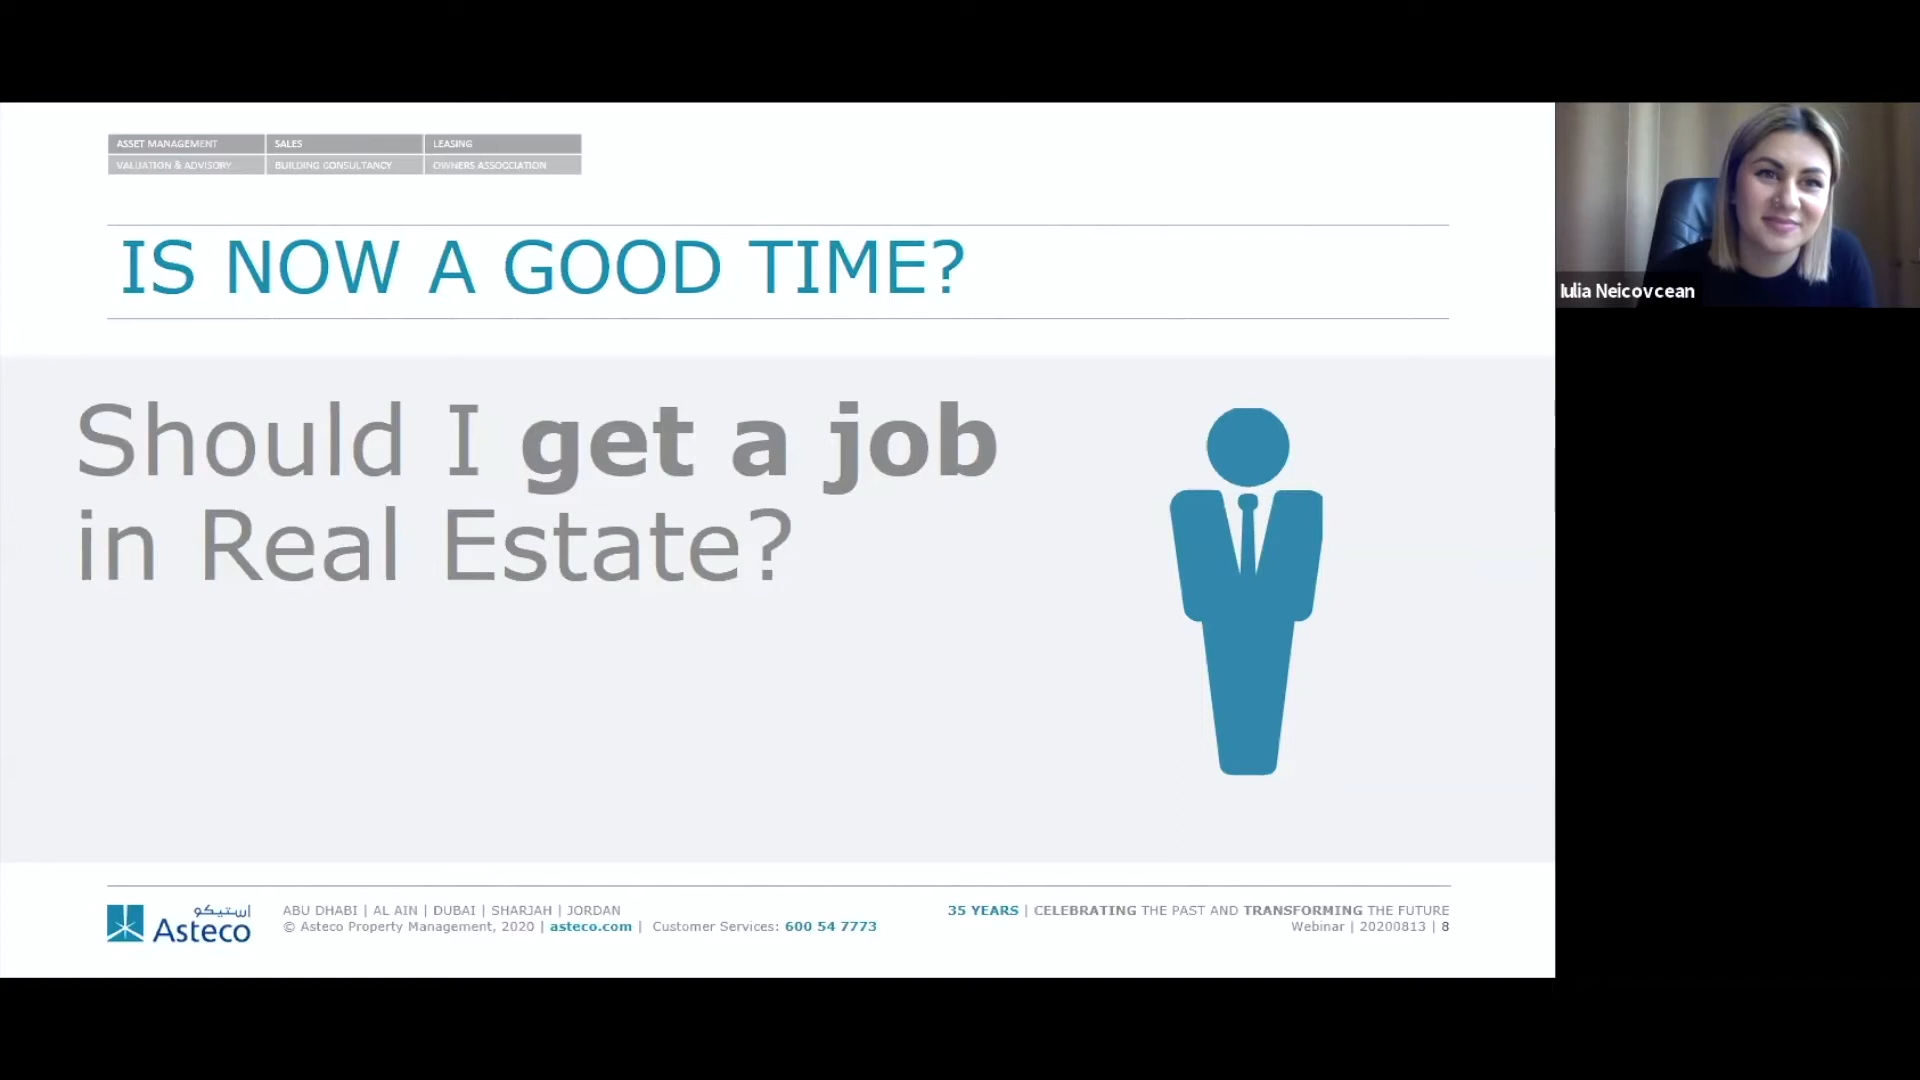 ASSET MANAGEMENT SALES LEASING
VALUATION & ADVISORY BUILDING CONSULTANCY OWNERS ASSOCIATION
IS NOW A GOOD TIME?
Iulia Neicovcean
Should I get a job
in Real Estate?
استيكو
Asteco
ABU DHABI | AL AIN | DUBAI | SHARJAH | JORDAN
© Asteco Property Management, 2020 | asteco.com | Customer Services: 600 54 7773
35 YEARS | CELEBRATING THE PAST AND TRANSFORMING THE FUTURE
Webinar | 20200813 | 8